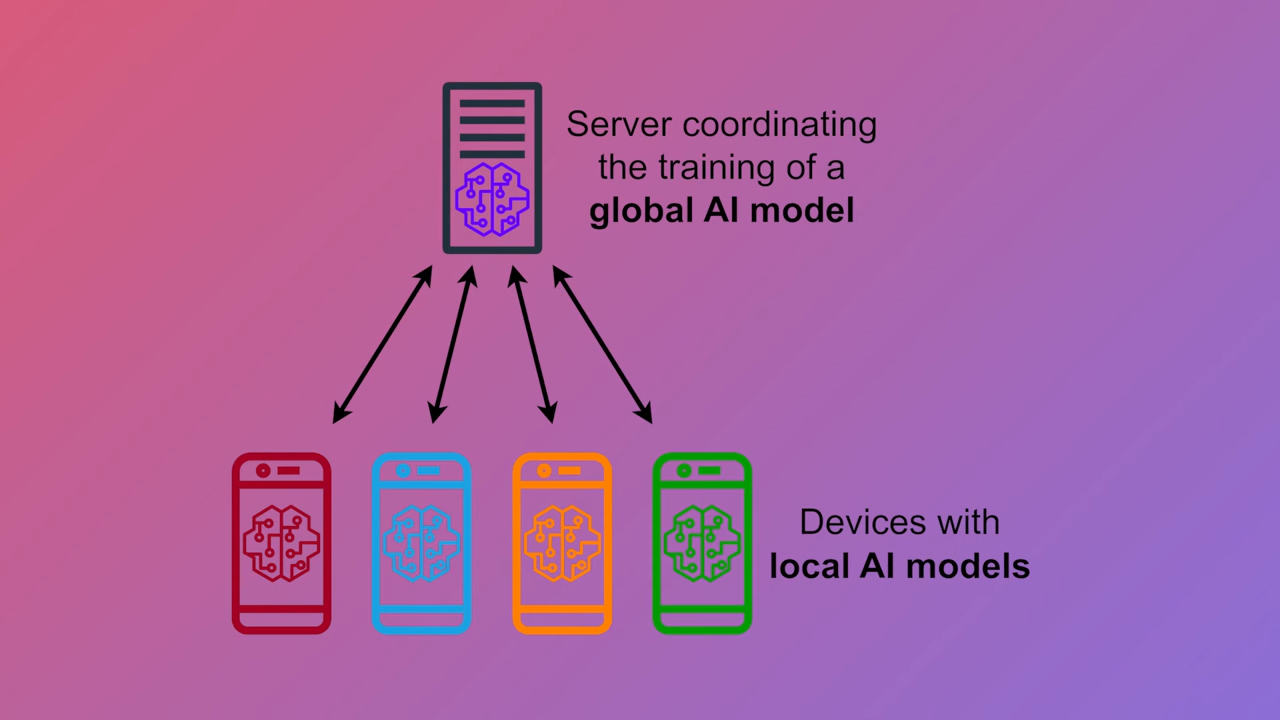 Server coordinating
the training of a
global AI model
Devices with
local AI models